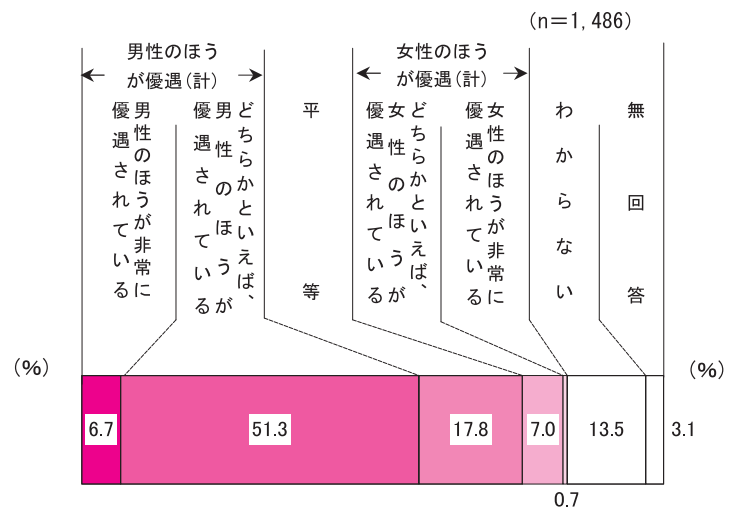 (n＝1,486)
男性のほう
が優遇(計)
女性のほう
が優遇(計)
男性のほうが非常に
優遇されている
どちらかといえば、
男性のほうが
優遇されている
平等
どちらかといえば、
女性のほうが
優遇されている
女性のほうが非常に
優遇されている
わからない
無回答
(%)
(%)
6.7
51.3
17.8
7.0
0.7
13.5
3.1